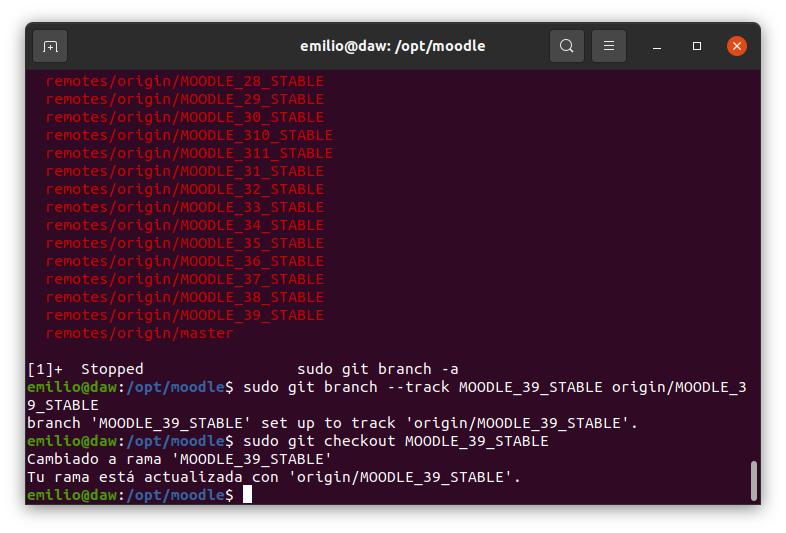 emilio@daw: /opt/moodle
remotes/origin/MOODLE_28_STABLE
remotes/origin/MOODLE_29_STABLE
remotes/origin/MOODLE_30_STABLE
remotes/origin/MOODLE_310_STABLE
remotes/origin/MOODLE_311_STABLE
remotes/origin/MOODLE_31_STABLE
remotes/origin/MOODLE_32_STABLE
remotes/origin/MOODLE_33_STABLE
remotes/origin/MOODLE_34_STABLE
remotes/origin/MOODLE_35_STABLE
remotes/origin/MOODLE_36_STABLE
remotes/origin/MOODLE_37_STABLE
remotes/origin/MOODLE_38_STABLE
remotes/origin/MOODLE_39_STABLE
remotes/origin/master
[1]+  Stopped                 sudo git branch -a
emilio@daw:/opt/moodle$ sudo git branch --track MOODLE_39_STABLE origin/MOODLE_3
9_STABLE
branch 'MOODLE_39_STABLE' set up to track 'origin/MOODLE_39_STABLE'.
emilio@daw:/opt/moodle$ sudo git checkout MOODLE_39_STABLE
Cambiado a rama 'MOODLE_39_STABLE'
Tu rama está actualizada con 'origin/MOODLE_39_STABLE'.
emilio@daw:/opt/moodle$